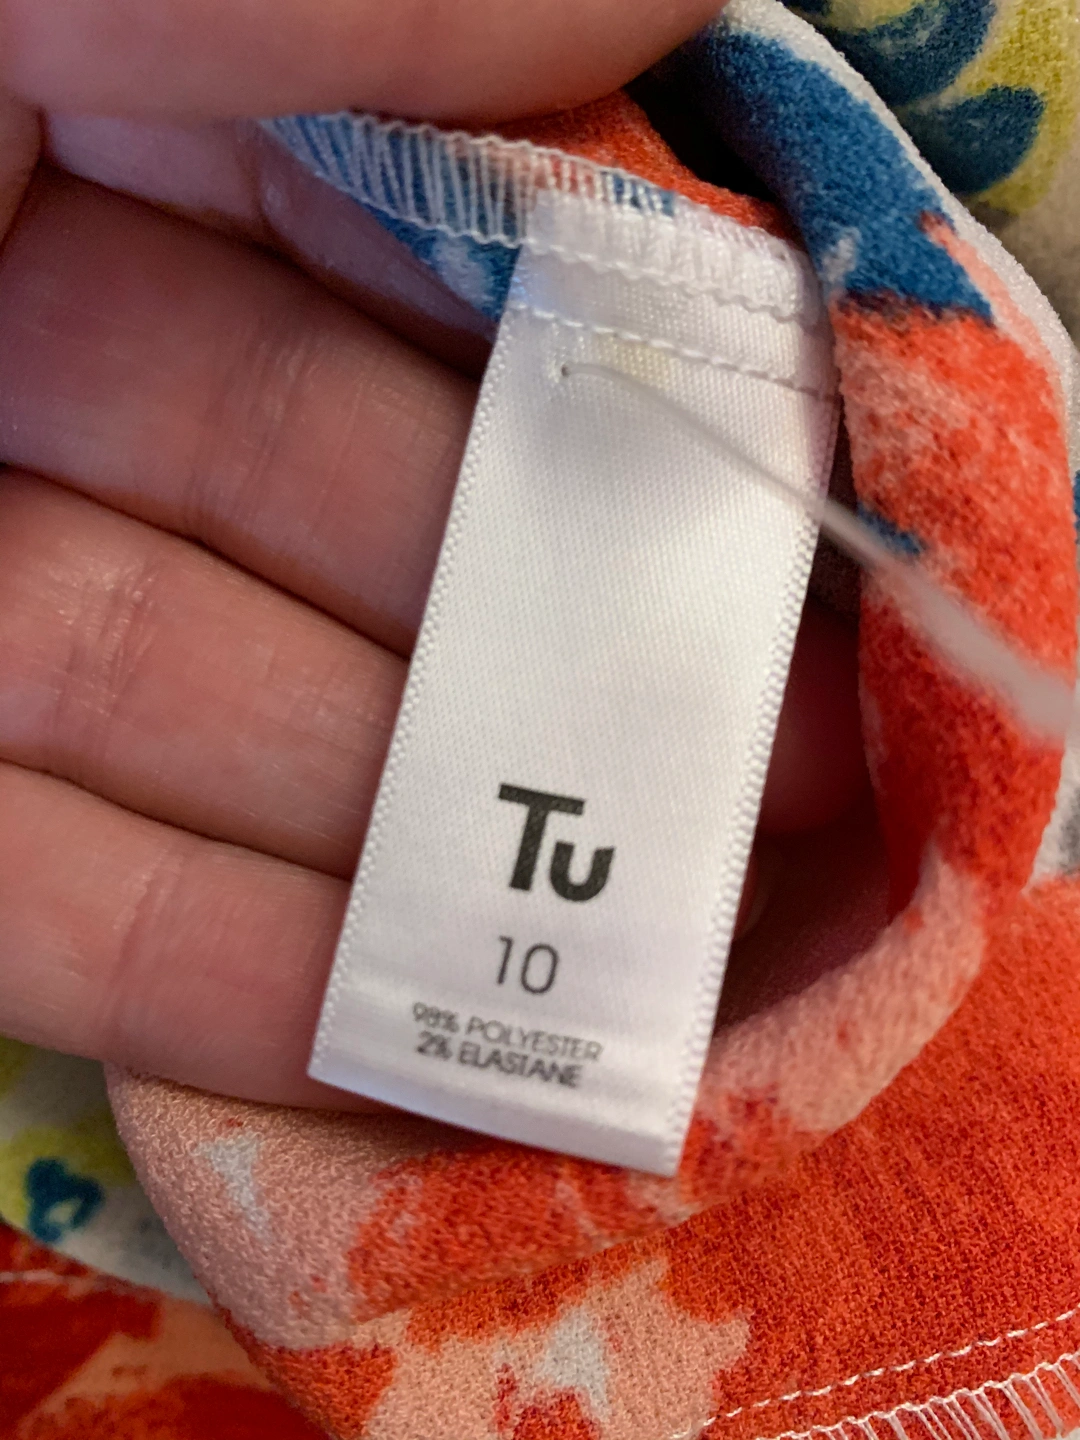 Tu
10
98% POLYESTER
2% ELASTANE